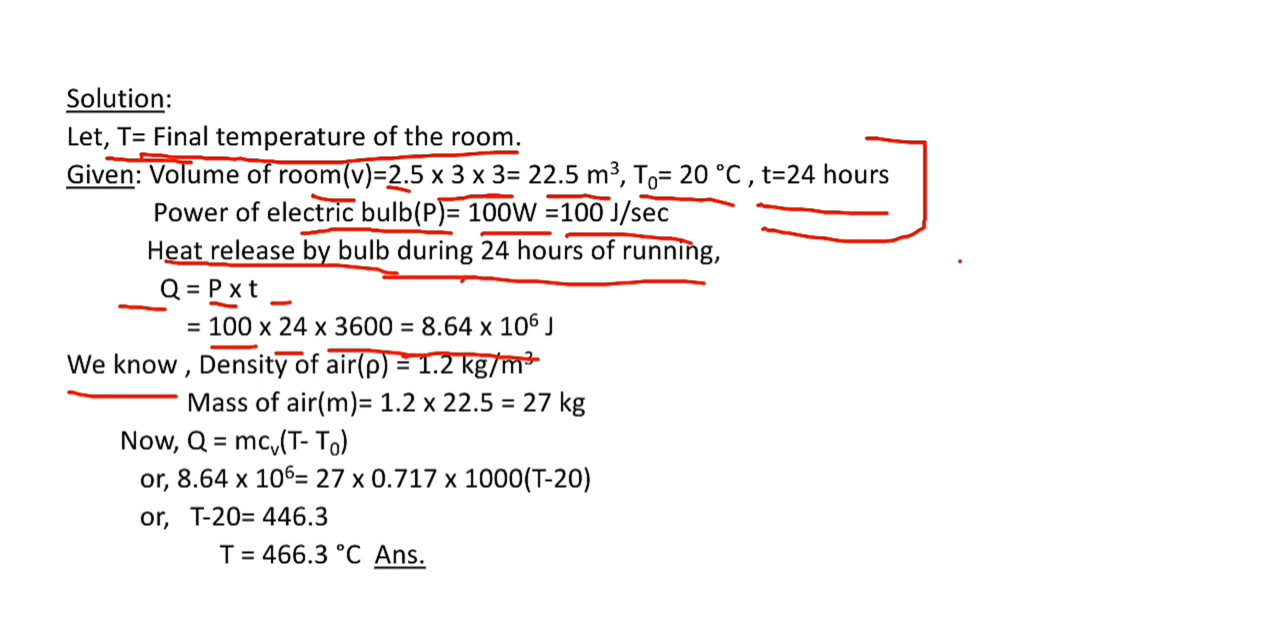 Solution:
Let, T= Final temperature of the room.
Given: Volume of room(v)=2.5 x 3 x 3= 22.5 m³, T₀= 20 °C , t=24 hours
Power of electric bulb(P)= 100W =100 J/sec
Heat release by bulb during 24 hours of running,
Q = P x t
= 100 x 24 x 3600 = 8.64 x 10⁶ J
We know , Density of air(ρ) = 1.2 kg/m³
Mass of air(m)= 1.2 x 22.5 = 27 kg
Now, Q = mcᵥ(T- T₀)
or, 8.64 x 10⁶= 27 x 0.717 x 1000(T-20)
or, T-20= 446.3
T = 466.3 °C Ans.